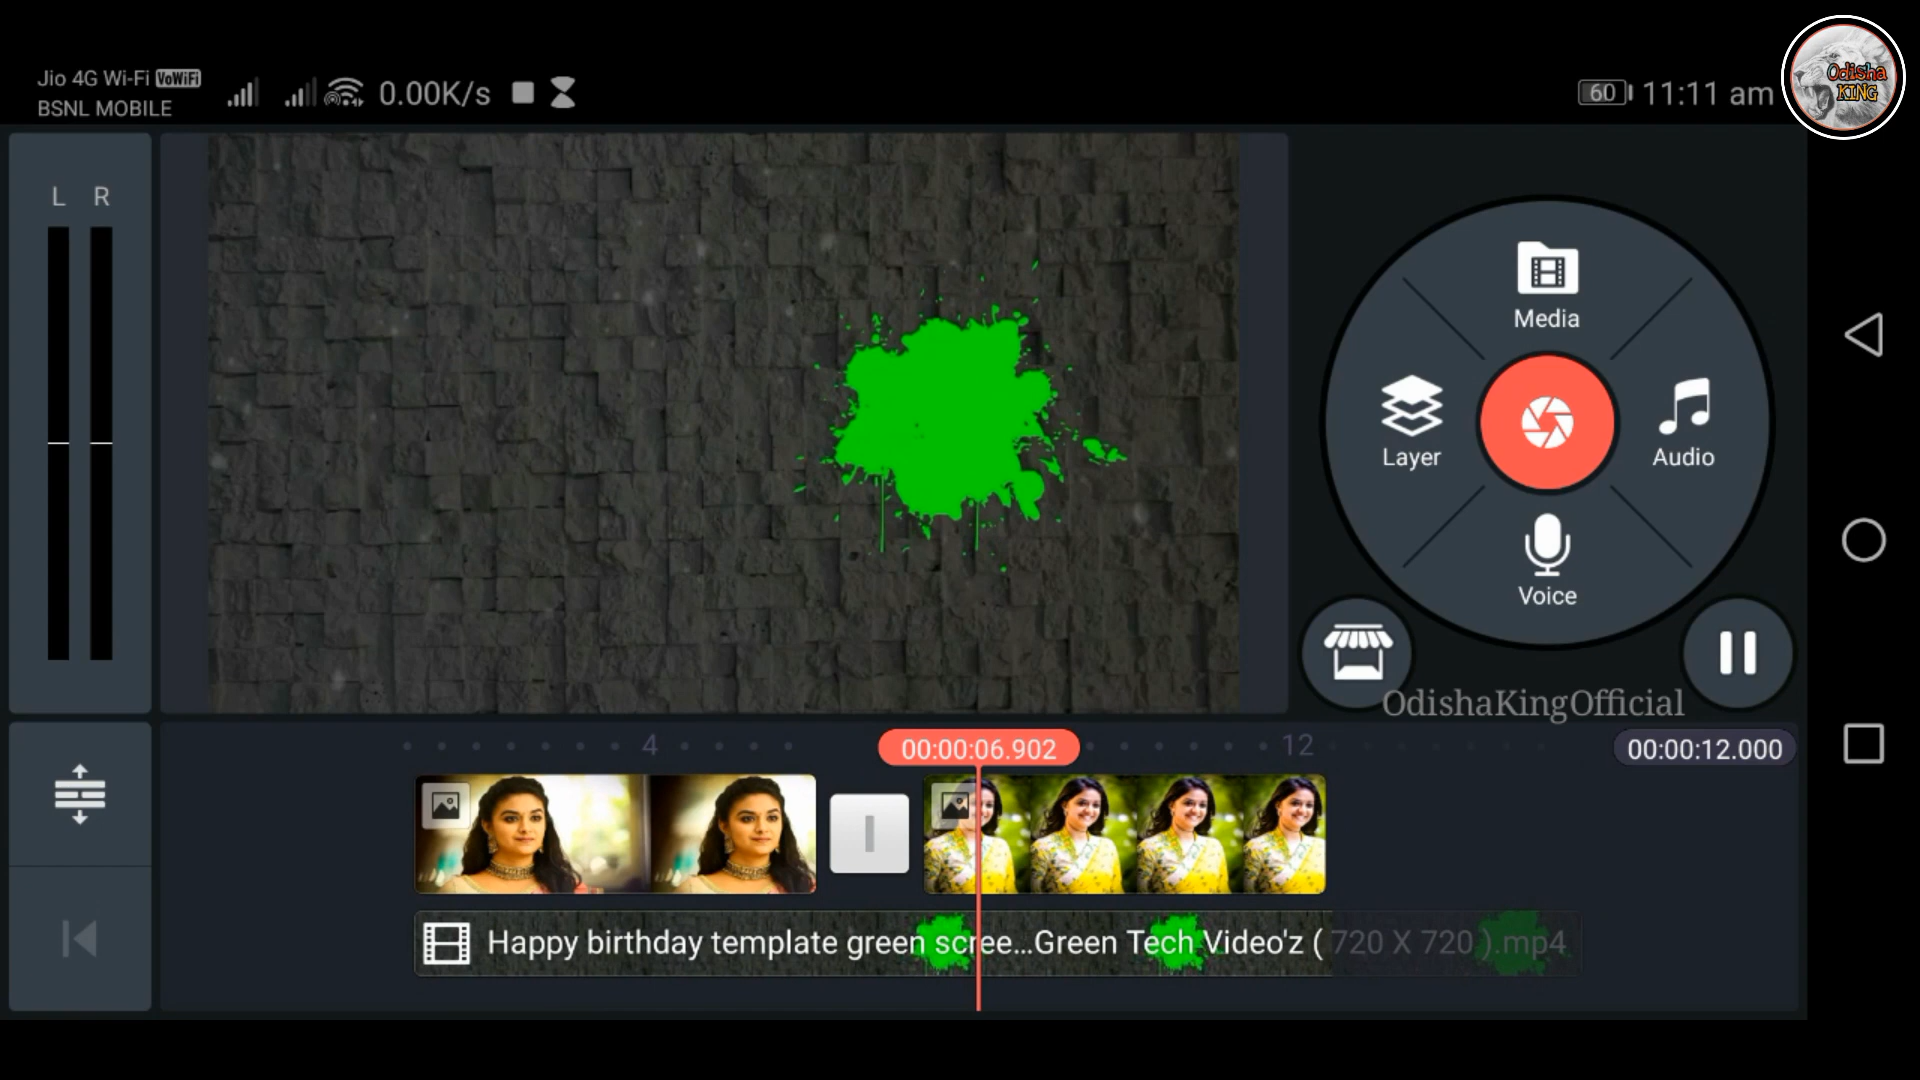 Jio 4G Wi-Fi VoWiFi
BSNL MOBILE
0.00K/s
60 11:11 am
Odisha
KING
L R
Media
Layer
Audio
Voice
OdishaKingOfficial
4
00:00:06.902
12
00:00:12.000
Happy birthday template green scree...Green Tech Video'z ( 720 X 720 ).mp4